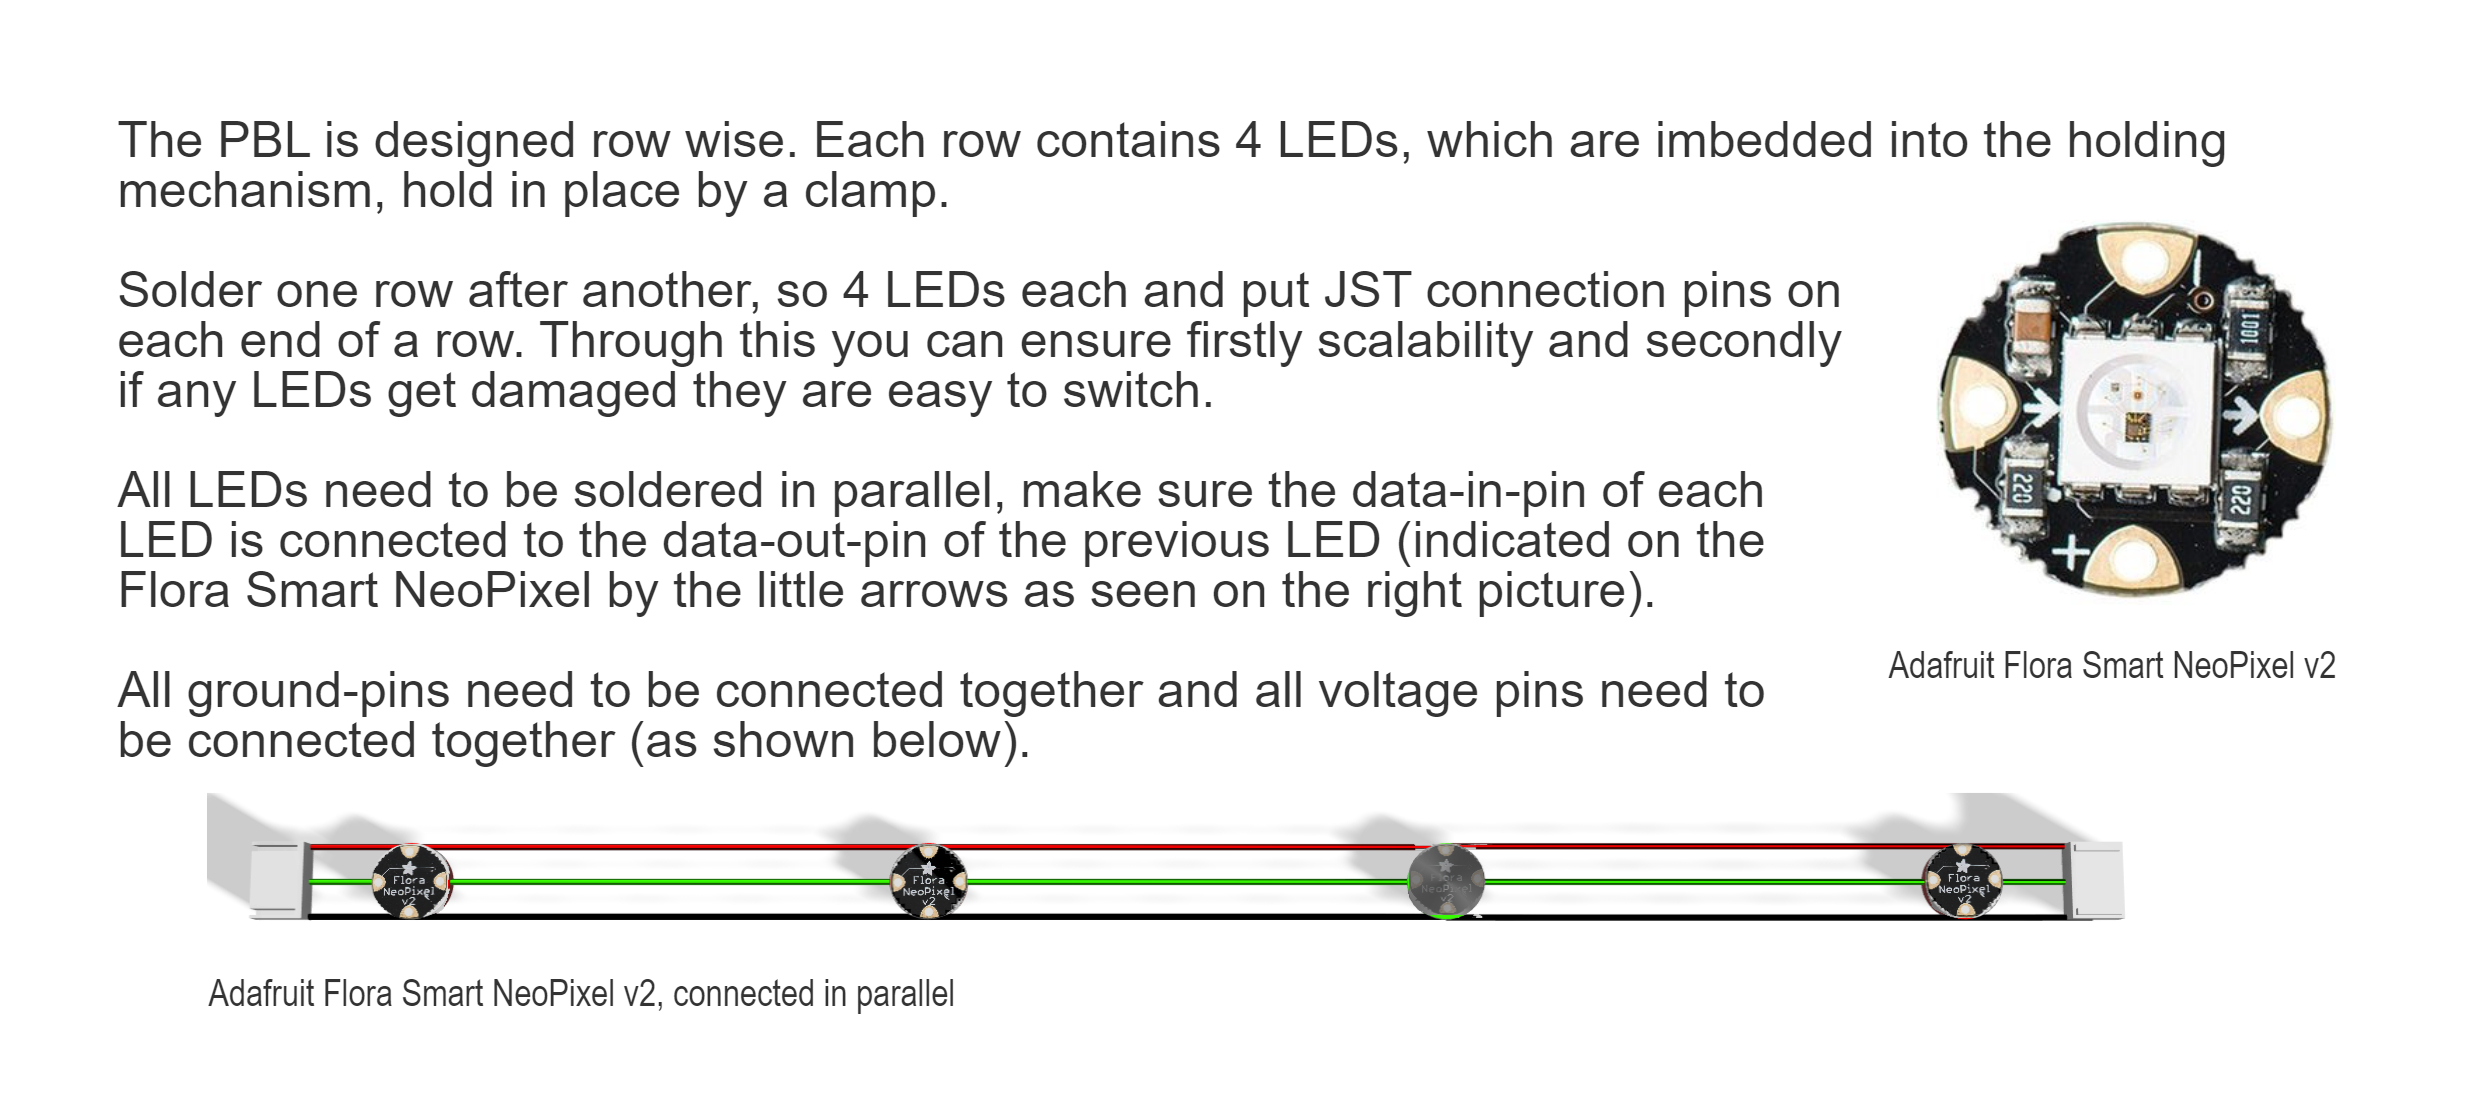 The PBL is designed row wise. Each row contains 4 LEDs, which are imbedded into the holding
mechanism, hold in place by a clamp.
Solder one row after another, so 4 LEDs each and put JST connection pins on
each end of a row. Through this you can ensure firstly scalability and secondly
if any LEDs get damaged they are easy to switch.
All LEDs need to be soldered in parallel, make sure the data-in-pin of each
LED is connected to the data-out-pin of the previous LED (indicated on the
Flora Smart NeoPixel by the little arrows as seen on the right picture).
All ground-pins need to be connected together and all voltage pins need to
be connected together (as shown below).
1001
220
220
+
Adafruit Flora Smart NeoPixel v2
Flora
NeoPixel
v2
Flora
NeoPixel
v2
Flora
NeoPixel
v2
Flora
NeoPixel
v2
Adafruit Flora Smart NeoPixel v2, connected in parallel